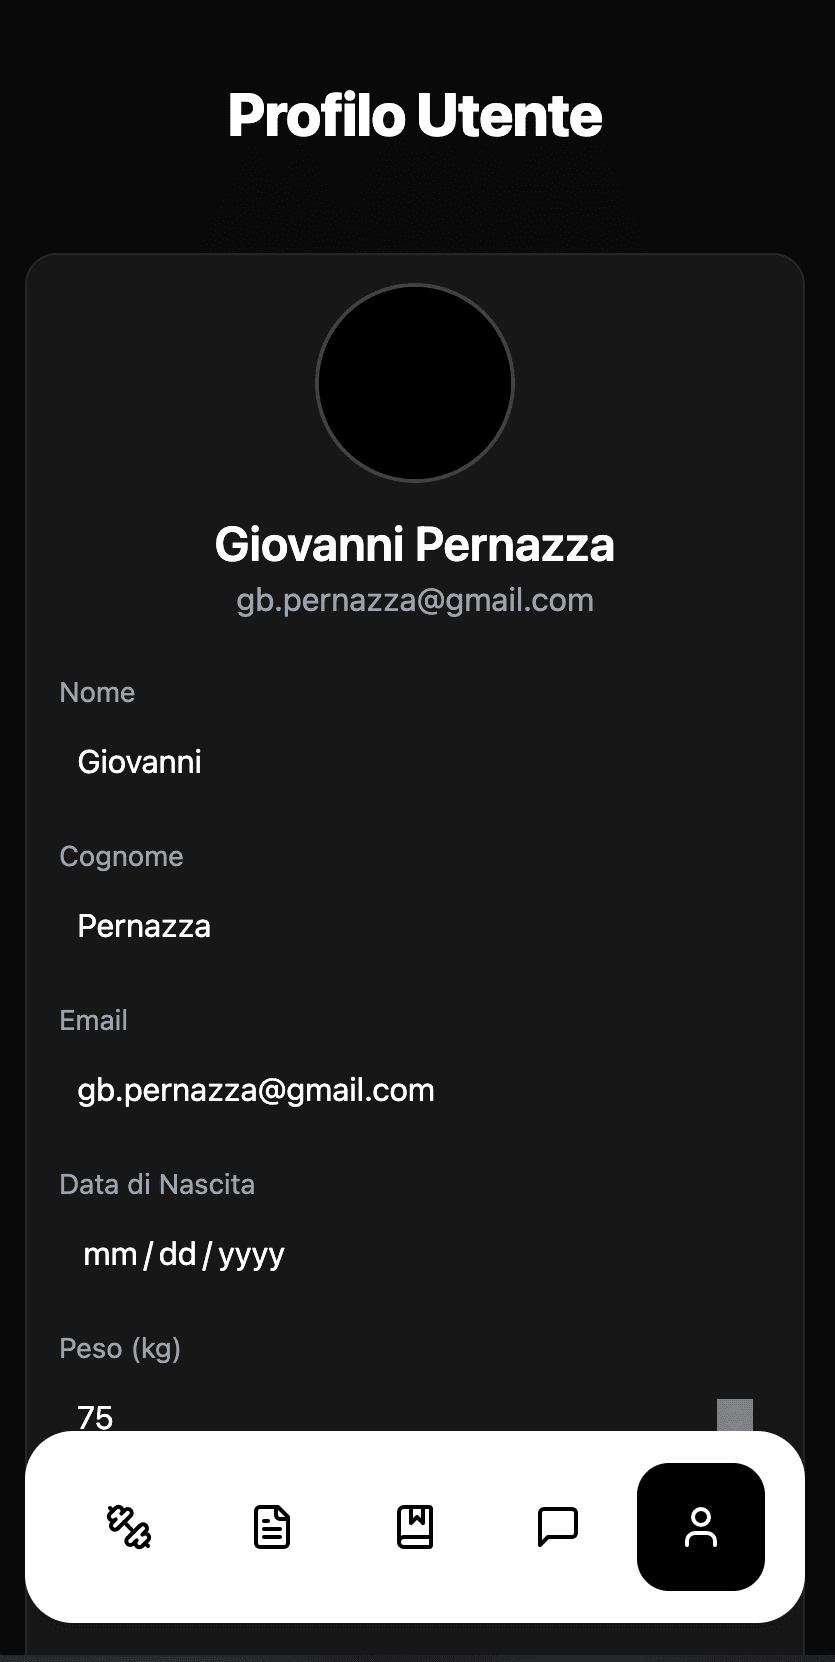 Profilo Utente
Giovanni Pernazza
gb.pernazza@gmail.com
Nome
Giovanni
Cognome
Pernazza
Email
gb.pernazza@gmail.com
Data di Nascita
mm/dd/yyyy
Peso (kg)
75